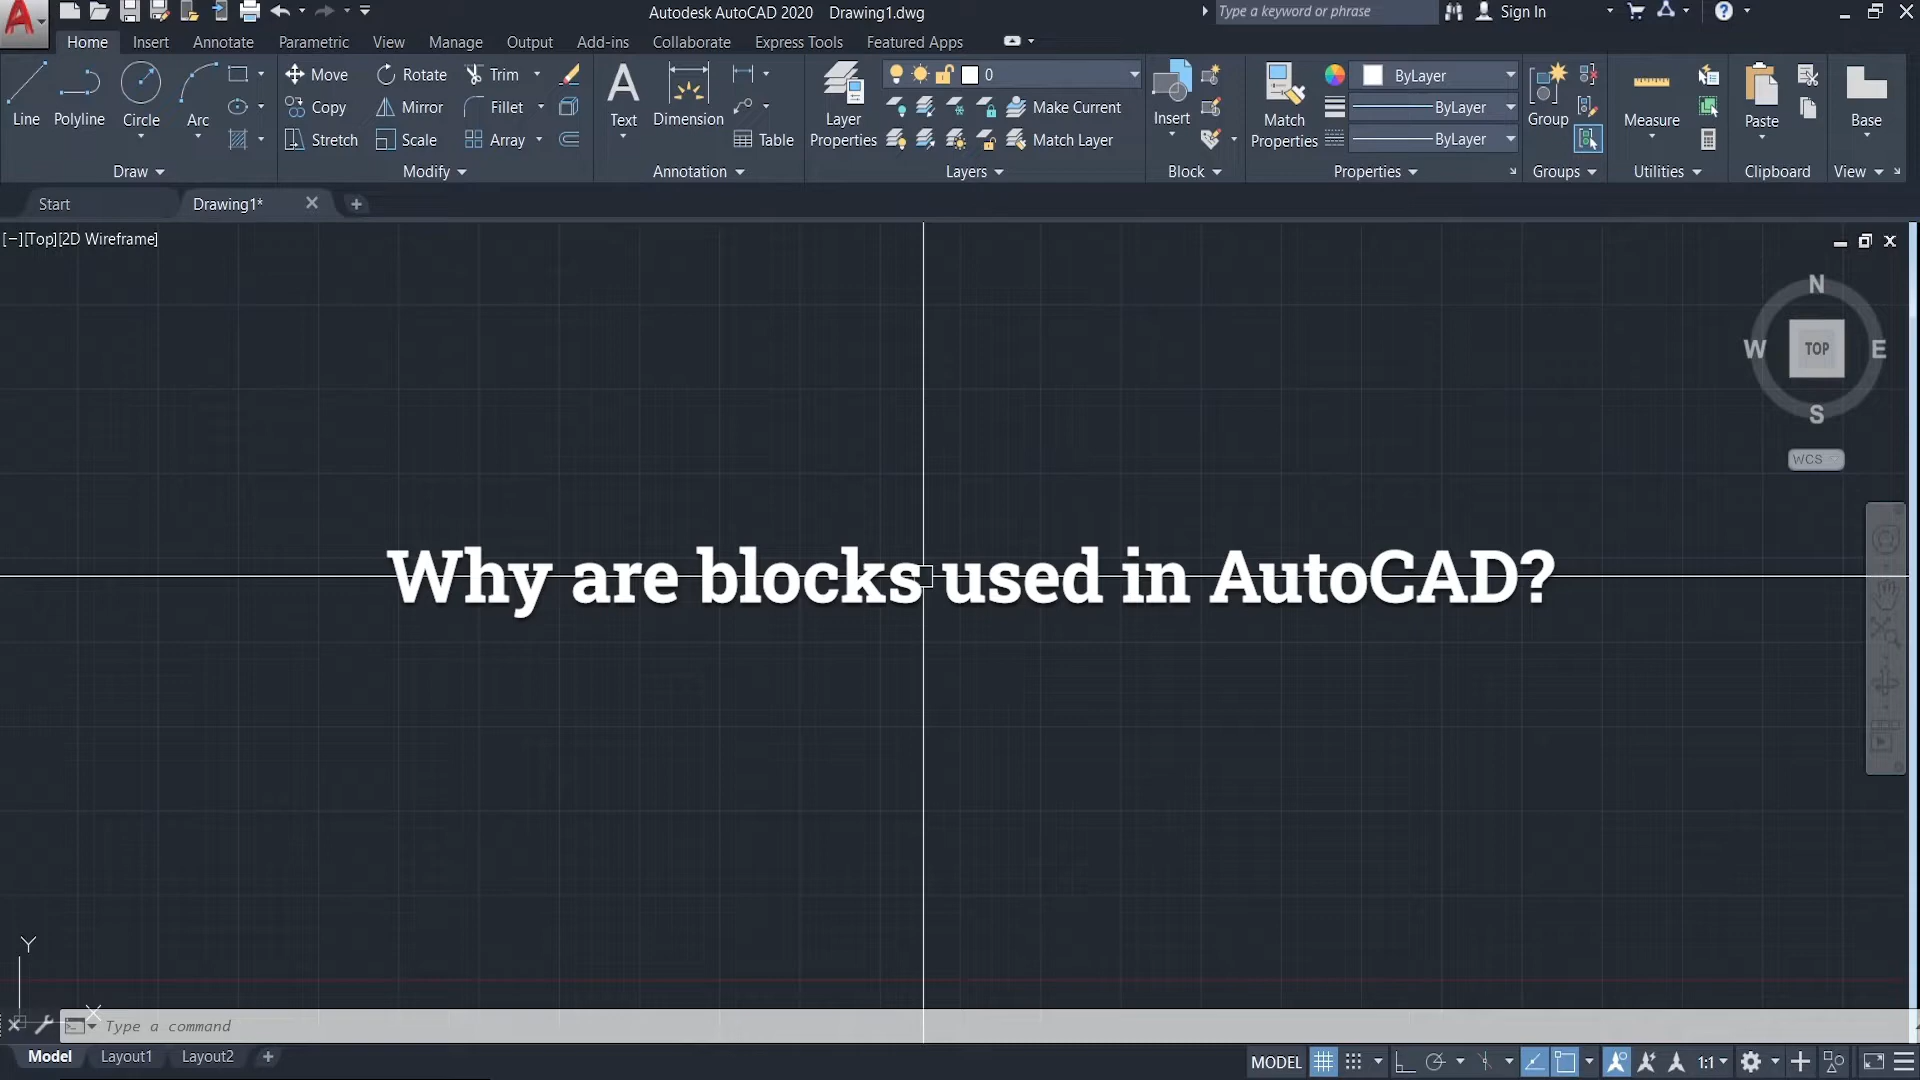 Autodesk AutoCAD 2020 Drawing1.dwg
Type a keyword or phrase
Sign In
Home Insert Annotate Parametric View Manage Output Add-ins Collaborate Express Tools Featured Apps
Line
Polyline
Circle
Arc
Draw
Move Rotate Trim
Copy Mirror Fillet
Stretch Scale Array
Modify
Text
Dimension
Table
Annotation
Layer
Properties
0
Make Current
Match Layer
Layers
Insert
Block
Match
Properties
ByLayer
ByLayer
ByLayer
Properties
Group
Groups
Measure
Utilities
Paste
Clipboard
Base
View
Start Drawing1*
[−][Top][2D Wireframe]
N
W TOP E
S
WCS
Why are blocks used in AutoCAD?
Y
X
Type a command
Model Layout1 Layout2
MODEL 1:1